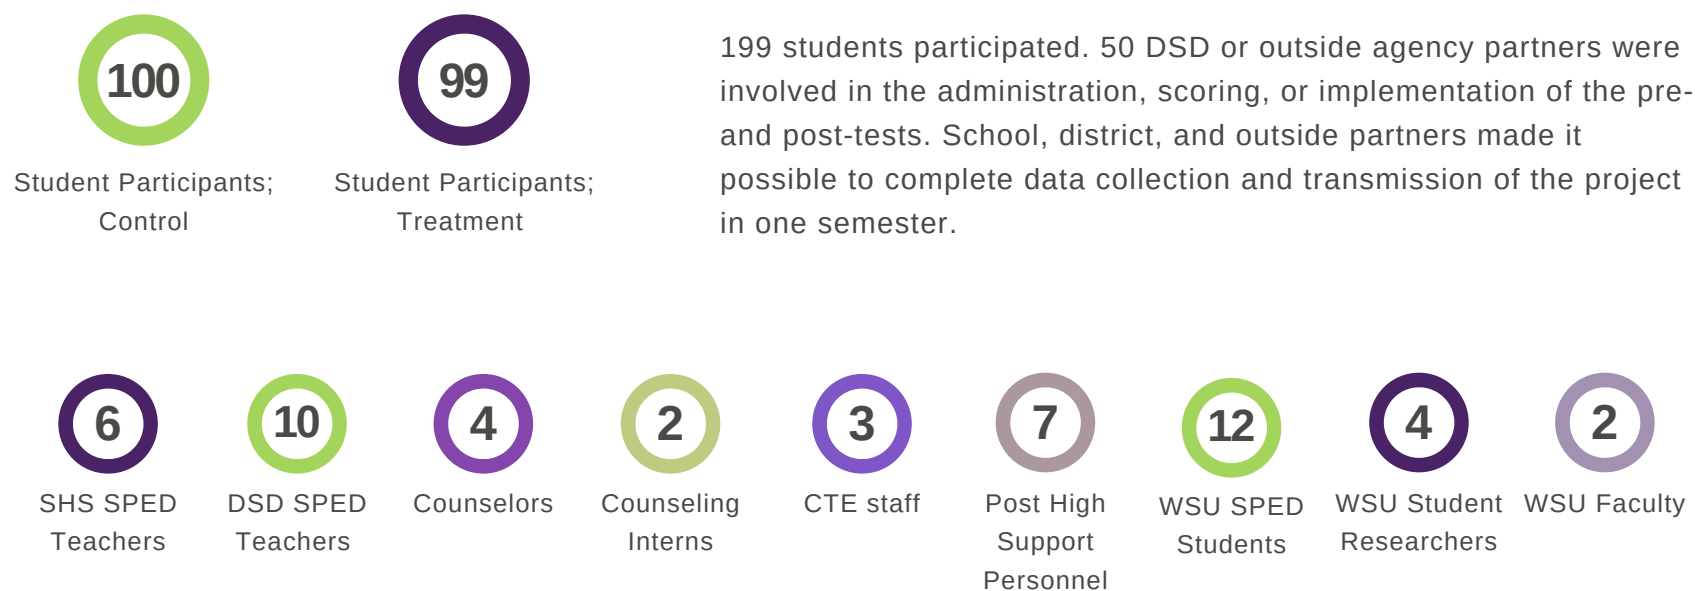 100
Student Participants;
Control
99
Student Participants;
Treatment
199 students participated. 50 DSD or outside agency partners were
involved in the administration, scoring, or implementation of the pre-
and post-tests. School, district, and outside partners made it
possible to complete data collection and transmission of the project
in one semester.
6
SHS SPED
Teachers
10
DSD SPED
Teachers
4
Counselors
2
Counseling
Interns
3
CTE staff
7
Post High
Support
Personnel
12
WSU SPED
Students
4
WSU Student
Researchers
2
WSU Faculty